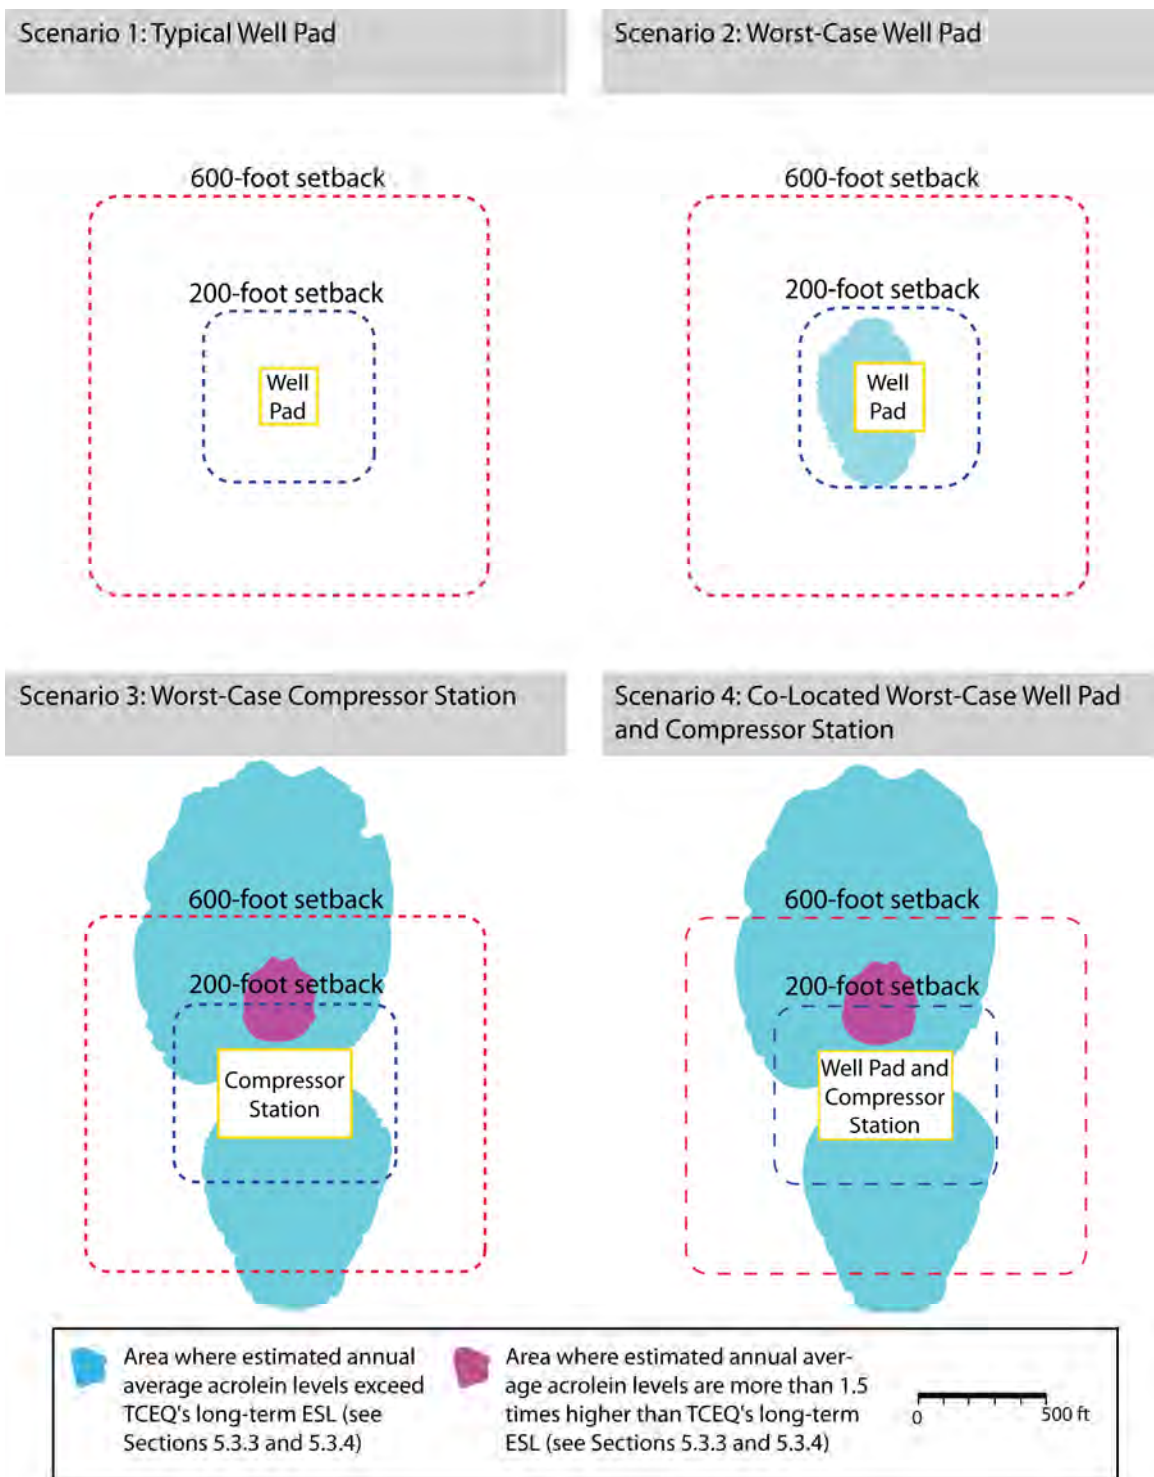 Scenario 1: Typical Well Pad
600-foot setback
200-foot setback
Well
Pad
Scenario 2: Worst-Case Well Pad
600-foot setback
200-foot setback
Well
Pad
Scenario 3: Worst-Case Compressor Station
600-foot setback
200-foot setback
Compressor
Station
Scenario 4: Co-Located Worst-Case Well Pad
and Compressor Station
600-foot setback
200-foot setback
Well Pad and
Compressor
Station
Area where estimated annual
average acrolein levels exceed
TCEQ's long-term ESL (see
Sections 5.3.3 and 5.3.4)
Area where estimated annual aver-
age acrolein levels are more than 1.5
times higher than TCEQ's long-term
ESL (see Sections 5.3.3 and 5.3.4)
0 500 ft